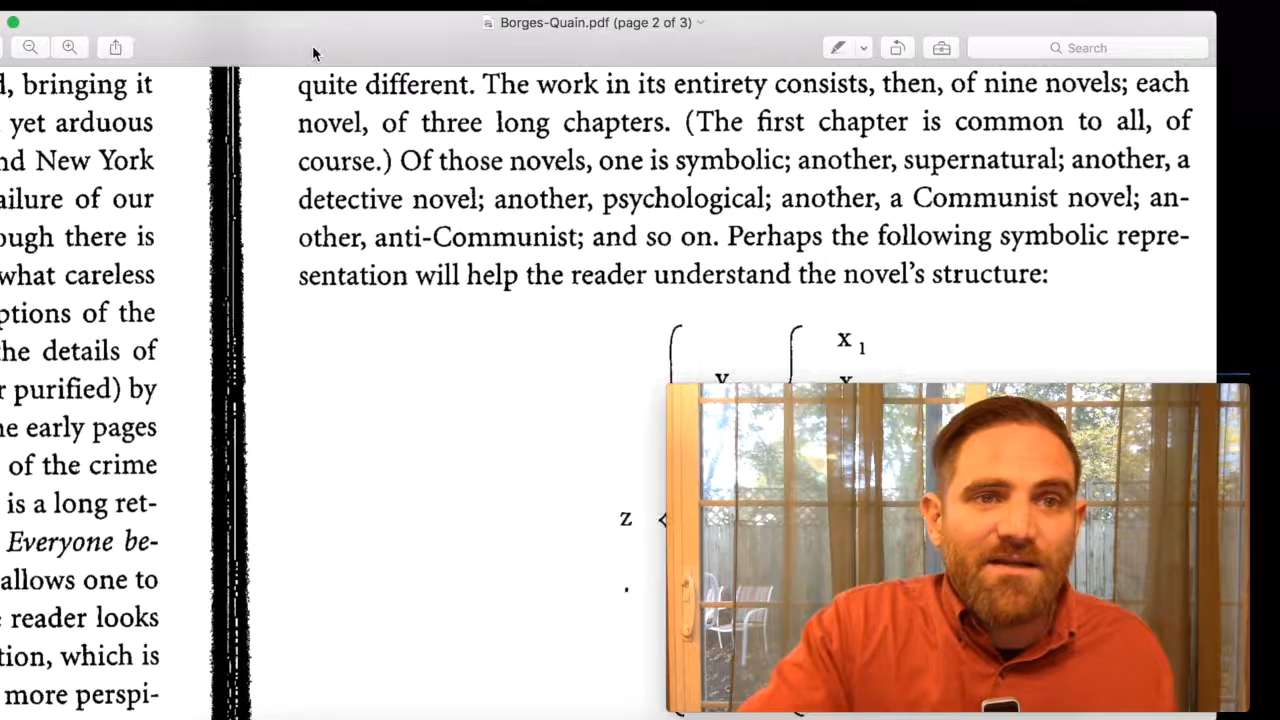 Borges-Quain.pdf (page 2 of 3)
Search
d, bringing it
yet arduous
nd New York
ailure of our
ough there is
what careless
ptions of the
the details of
r purified) by
he early pages
of the crime
is a long ret-
Everyone be-
allows one to
e reader looks
tion, which is
more perspi-
quite different. The work in its entirety consists, then, of nine novels; each
novel, of three long chapters. (The first chapter is common to all, of
course.) Of those novels, one is symbolic; another, supernatural; another, a
detective novel; another, psychological; another, a Communist novel; an-
other, anti-Communist; and so on. Perhaps the following symbolic repre-
sentation will help the reader understand the novel's structure:
x 1
z